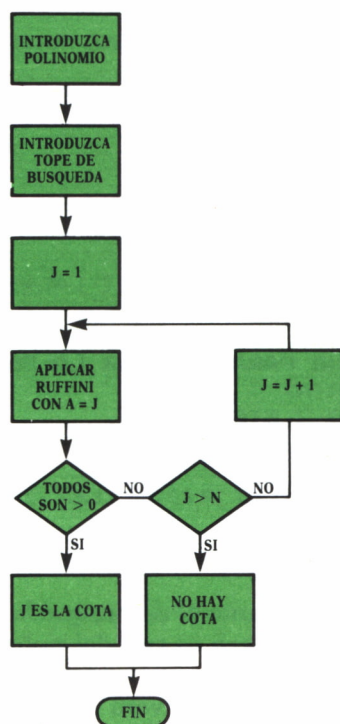 INTRODUZCA
POLINOMIO
INTRODUZCA
TOPE DE
BUSQUEDA
J = 1
APLICAR
RUFFINI
CON A = J
J = J + 1
TODOS
SON > 0
NO
J > N
NO
SI
SI
J ES LA COTA
NO HAY
COTA
FIN